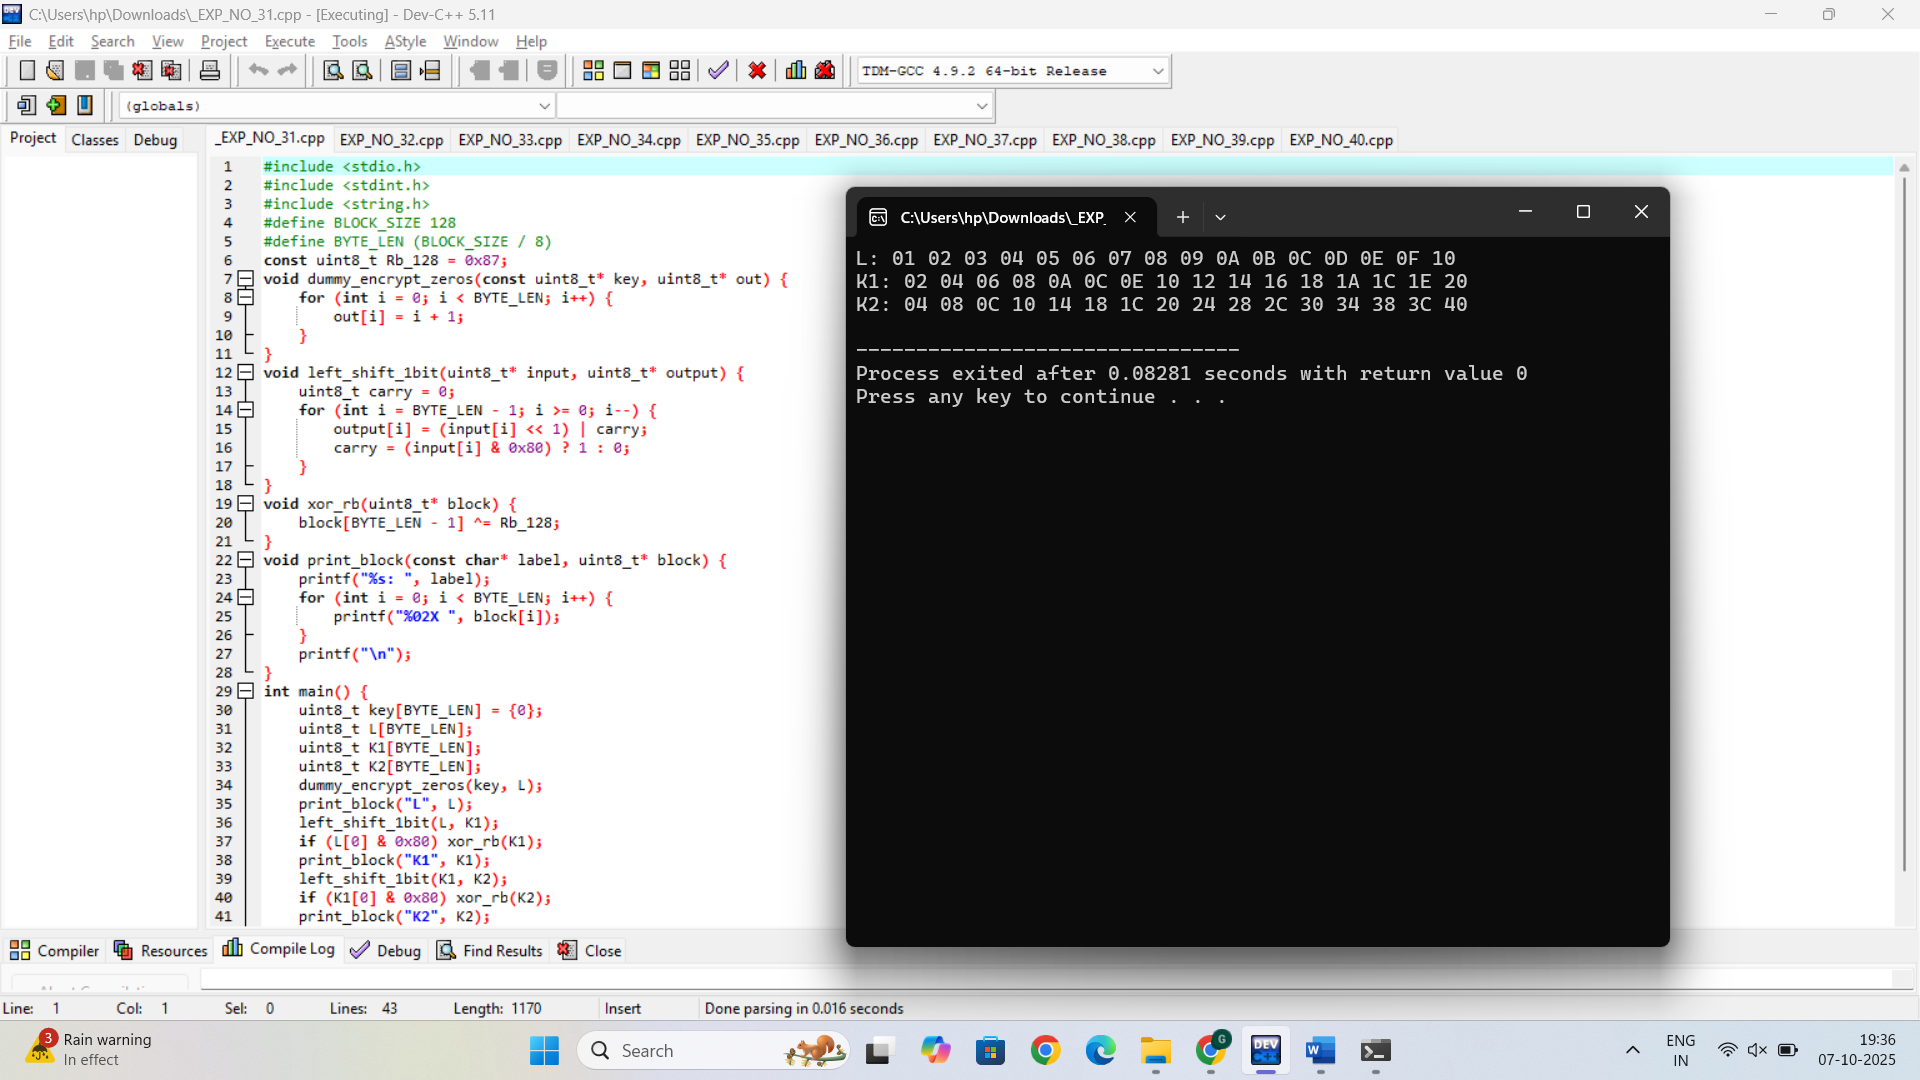 C:\Users\hp\Downloads\_EXP_NO_31.cpp - [Executing] - Dev-C++ 5.11
File Edit Search View Project Execute Tools AStyle Window Help
TDM-GCC 4.9.2 64-bit Release
(globals)
Project Classes Debug
_EXP_NO_31.cpp EXP_NO_32.cpp EXP_NO_33.cpp EXP_NO_34.cpp EXP_NO_35.cpp EXP_NO_36.cpp EXP_NO_37.cpp EXP_NO_38.cpp EXP_NO_39.cpp EXP_NO_40.cpp
1 #include <stdio.h>
2 #include <stdint.h>
3 #include <string.h>
4 #define BLOCK_SIZE 128
5 #define BYTE_LEN (BLOCK_SIZE / 8)
6 const uint8_t Rb_128 = 0x87;
7 void dummy_encrypt_zeros(const uint8_t* key, uint8_t* out) {
8 for (int i = 0; i < BYTE_LEN; i++) {
9 out[i] = i + 1;
10 }
11 }
12 void left_shift_1bit(uint8_t* input, uint8_t* output) {
13 uint8_t carry = 0;
14 for (int i = BYTE_LEN - 1; i >= 0; i--) {
15 output[i] = (input[i] << 1) | carry;
16 carry = (input[i] & 0x80) ? 1 : 0;
17 }
18 }
19 void xor_rb(uint8_t* block) {
20 block[BYTE_LEN - 1] ^= Rb_128;
21 }
22 void print_block(const char* label, uint8_t* block) {
23 printf("%s: ", label);
24 for (int i = 0; i < BYTE_LEN; i++) {
25 printf("%02X ", block[i]);
26 }
27 printf("\n");
28 }
29 int main() {
30 uint8_t key[BYTE_LEN] = {0};
31 uint8_t L[BYTE_LEN];
32 uint8_t K1[BYTE_LEN];
33 uint8_t K2[BYTE_LEN];
34 dummy_encrypt_zeros(key, L);
35 print_block("L", L);
36 left_shift_1bit(L, K1);
37 if (L[0] & 0x80) xor_rb(K1);
38 print_block("K1", K1);
39 left_shift_1bit(K1, K2);
40 if (K1[0] & 0x80) xor_rb(K2);
41 print_block("K2", K2);
C:\Users\hp\Downloads\_EXP_
L: 01 02 03 04 05 06 07 08 09 0A 0B 0C 0D 0E 0F 10
K1: 02 04 06 08 0A 0C 0E 10 12 14 16 18 1A 1C 1E 20
K2: 04 08 0C 10 14 18 1C 20 24 28 2C 30 34 38 3C 40
--------------------------------
Process exited after 0.08281 seconds with return value 0
Press any key to continue . . .
Compiler Resources Compile Log Debug Find Results Close
Line: 1 Col: 1 Sel: 0 Lines: 43 Length: 1170 Insert Done parsing in 0.016 seconds
3 Rain warning
In effect
Search
DEV
C++
W
G
ENG
IN
19:36
07-10-2025